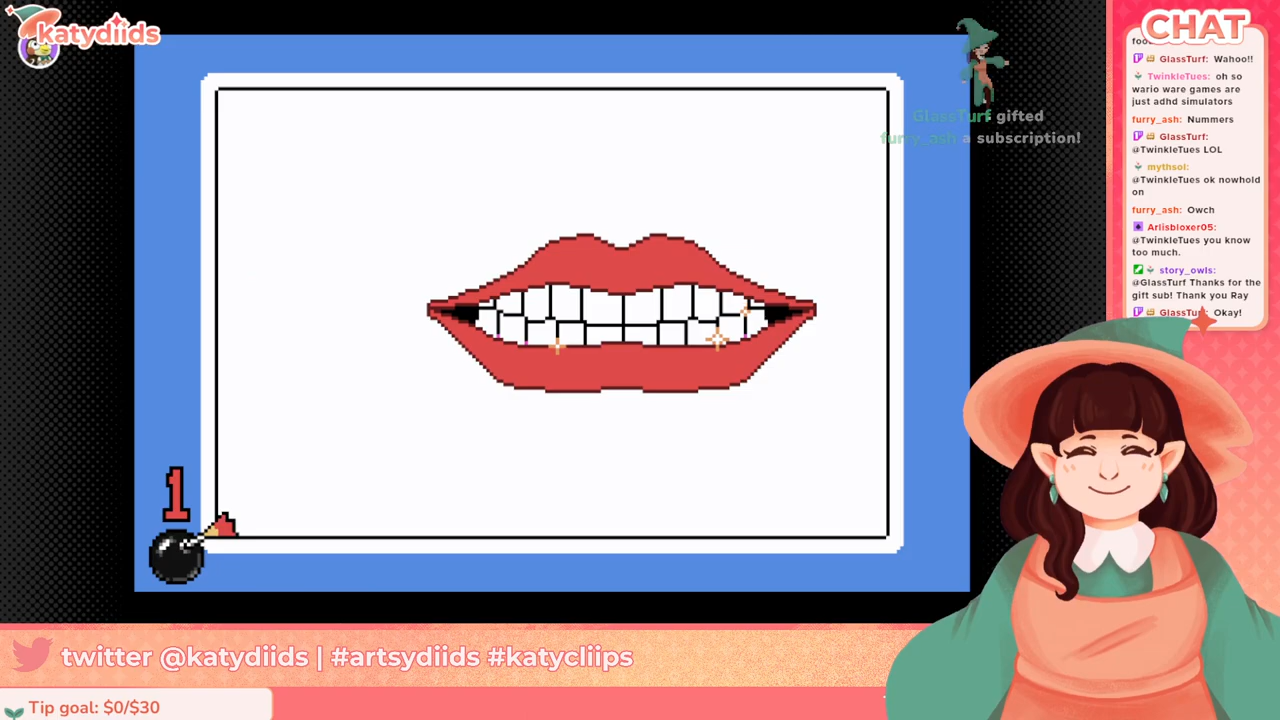 katydiids
CHAT
GlassTurf: Wahoo!!
TwinkleTues: oh so
wario ware games are
just adhd simulators
furry_ash: Nummers
GlassTurf:
@TwinkleTues LOL
mythsol:
@TwinkleTues ok nowhold
on
furry_ash: Owch
Arlisbloxer05:
@TwinkleTues you know
too much.
story_owls:
@GlassTurf Thanks for the
gift sub! Thank you Ray
GlassTurf: Okay!
GlassTurf gifted
furry_ash a subscription!
1
twitter @katydiids | #artsydiids #katycliips
Tip goal: $0/$30